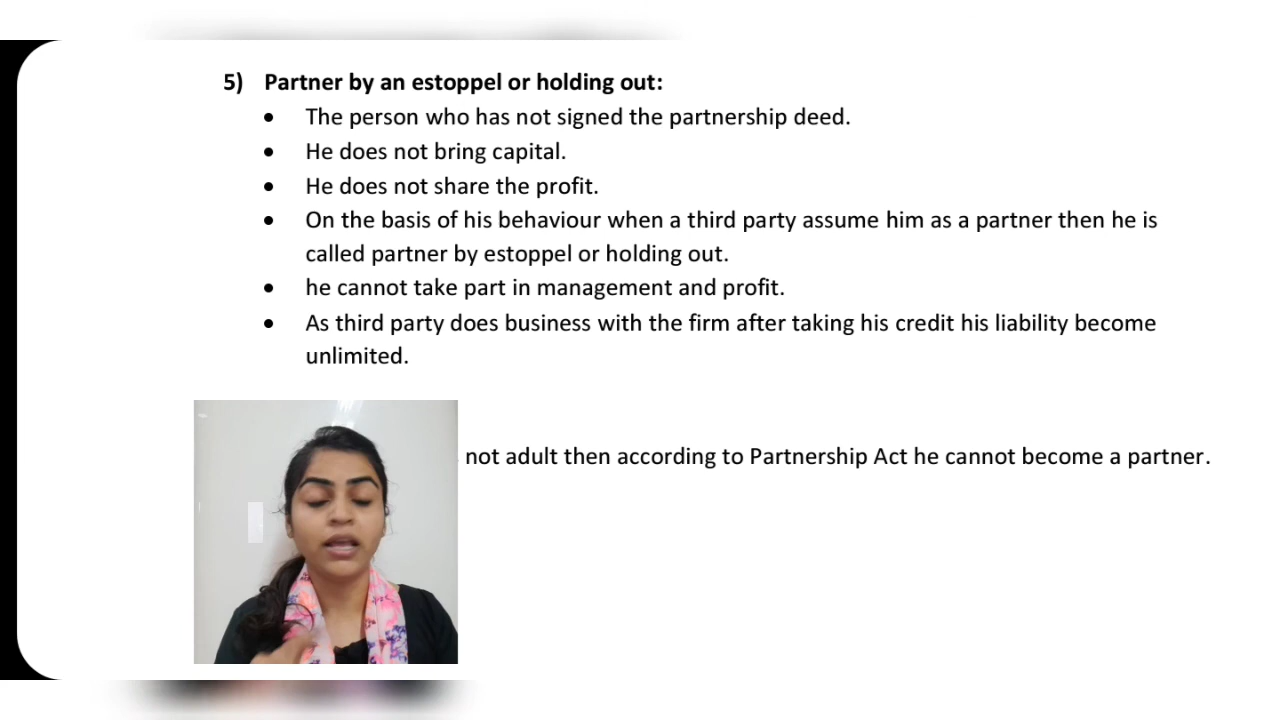 5) Partner by an estoppel or holding out:
• The person who has not signed the partnership deed.
• He does not bring capital.
• He does not share the profit.
• On the basis of his behaviour when a third party assume him as a partner then he is
called partner by estoppel or holding out.
• he cannot take part in management and profit.
• As third party does business with the firm after taking his credit his liability become
unlimited.
not adult then according to Partnership Act he cannot become a partner.